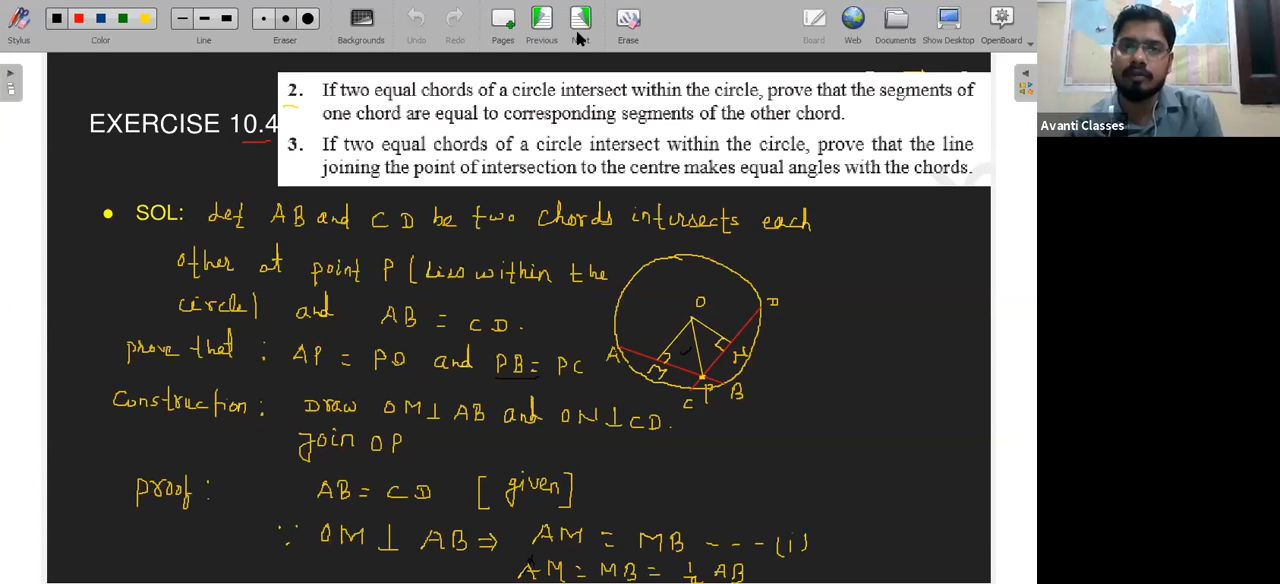 Stylus
Color
Line
Eraser
Backgrounds
Undo
Redo
Pages
Previous
Next
Erase
Board
Web
Documents
Show Desktop
OpenBoard
Avanti Classes
EXERCISE 10.4
2. If two equal chords of a circle intersect within the circle, prove that the segments of
one chord are equal to corresponding segments of the other chord.
3. If two equal chords of a circle intersect within the circle, prove that the line
joining the point of intersection to the centre makes equal angles with the chords.
• SOL: Let AB and CD be two chords intersects each
other at point P (lies within the
circle) and AB = CD.
prove that : AP = PD and PB = PC
Construction : Draw OM ⊥ AB and ON ⊥ CD.
join OP
proof : AB = CD [given]
∵ OM ⊥ AB ⇒ AM = MB --- (i)
AM = MB = 1/2 AB
O
D
A
M
N
P
B
C